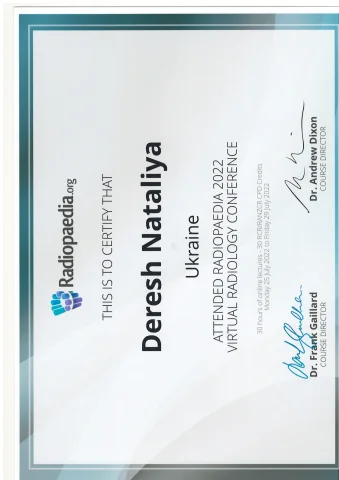 Radiopaedia.org
THIS IS TO CERTIFY THAT
Deresh Nataliya
Ukraine
ATTENDED RADIOPAEDIA 2022
VIRTUAL RADIOLOGY CONFERENCE
30 hours of online lectures - 30 RCR/RANZCR CPD Credits
Monday 25 July 2022 to Friday 29 July 2022
Dr. Frank Gaillard
COURSE DIRECTOR
Dr. Andrew Dixon
COURSE DIRECTOR